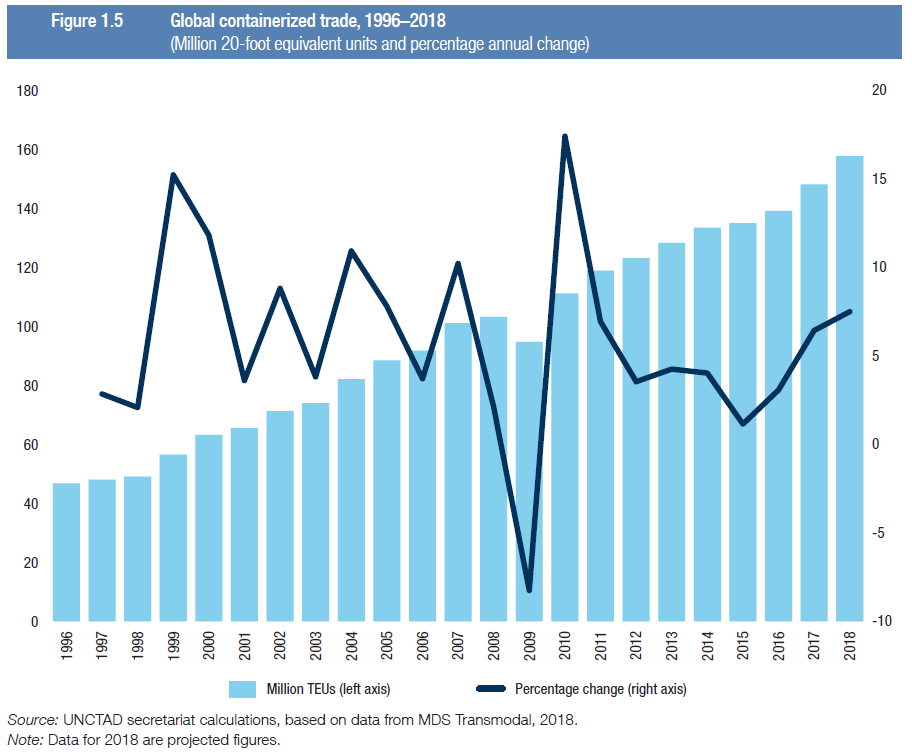 Figure 1.5 Global containerized trade, 1996–2018
(Million 20-foot equivalent units and percentage annual change)
180 20
160
15
140
120 10
100
5
80
60 0
40
-5
20
0 -10
1996 1997 1998 1999 2000 2001 2002 2003 2004 2005 2006 2007 2008 2009 2010 2011 2012 2013 2014 2015 2016 2017 2018
Million TEUs (left axis) Percentage change (right axis)
Source: UNCTAD secretariat calculations, based on data from MDS Transmodal, 2018.
Note: Data for 2018 are projected figures.